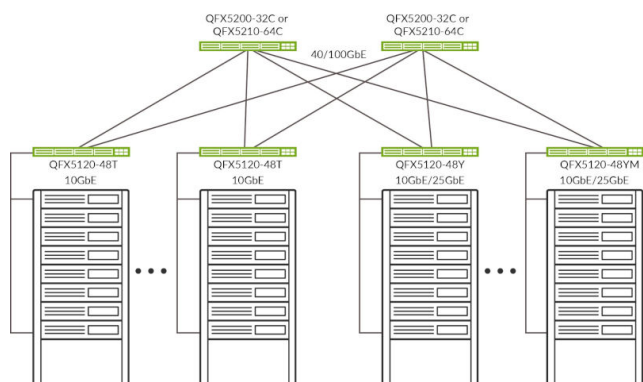 QFX5200-32C or
QFX5210-64C
QFX5200-32C or
QFX5210-64C
40/100GbE
QFX5120-48T
10GbE
QFX5120-48T
10GbE
QFX5120-48Y
10GbE/25GbE
QFX5120-48YM
10GbE/25GbE